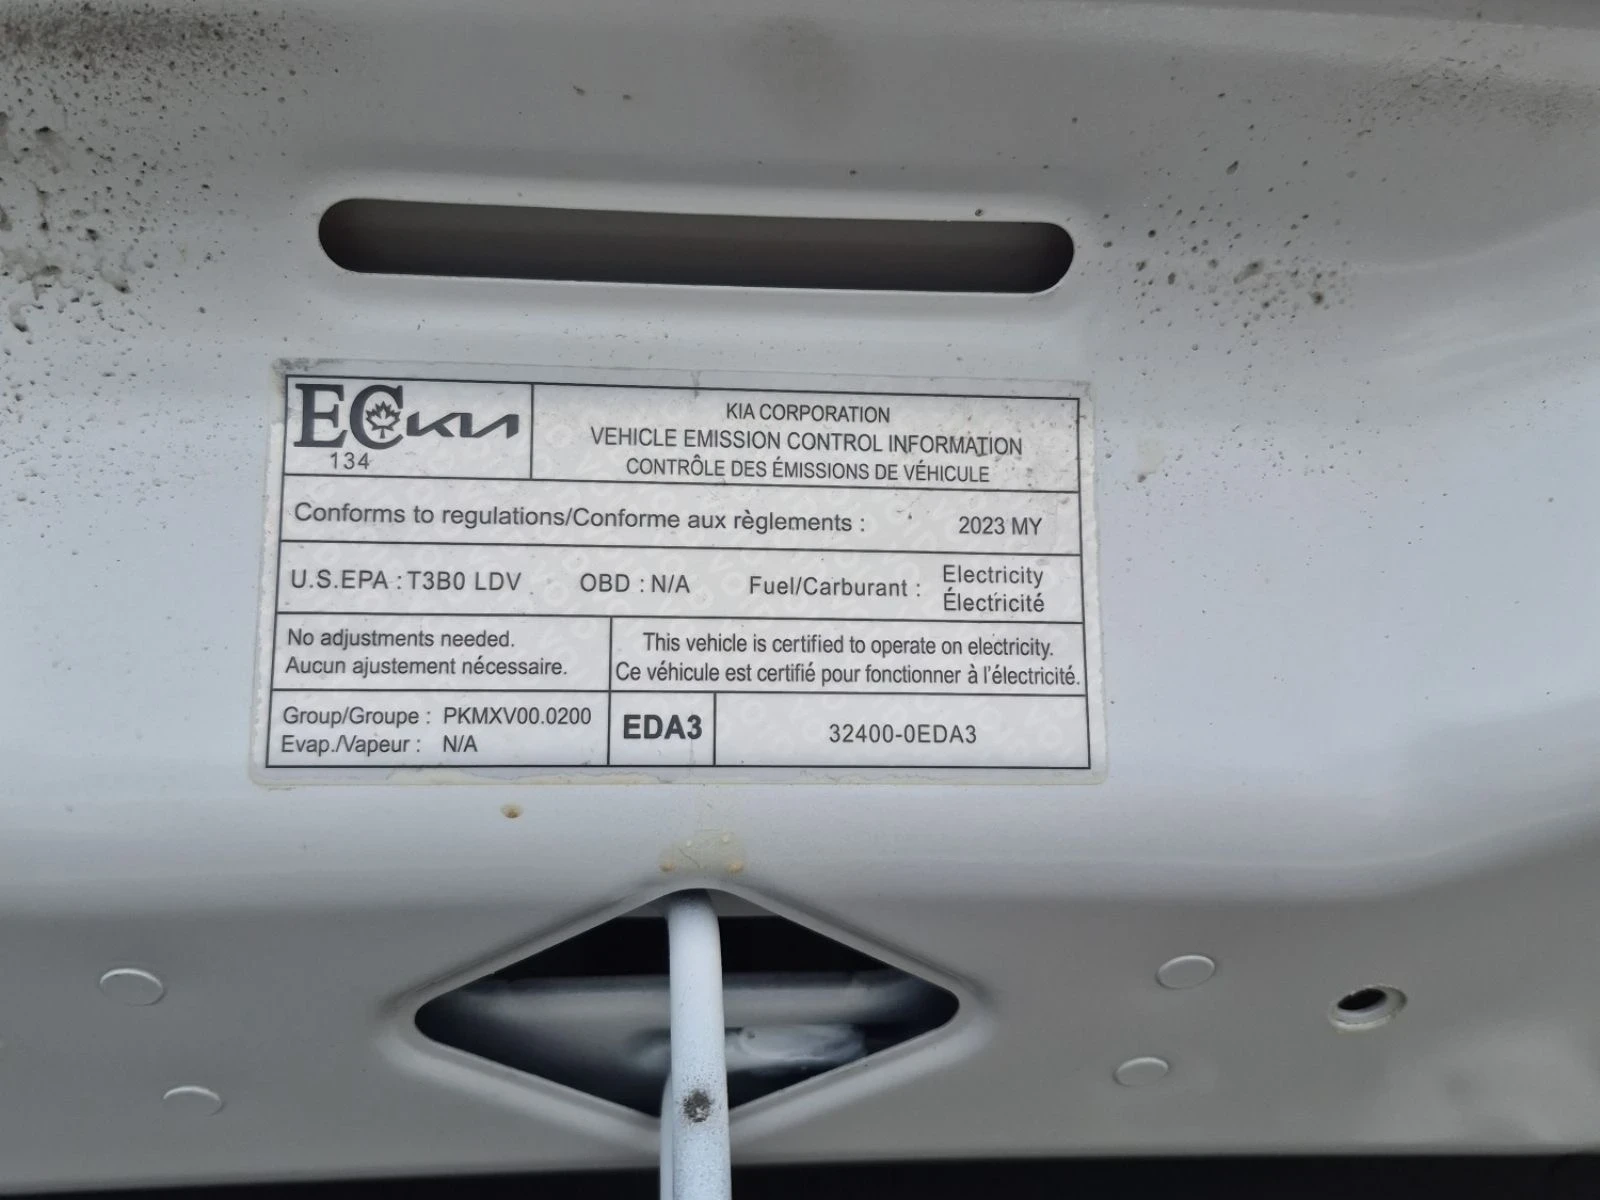 EC KIA
134
KIA CORPORATION
VEHICLE EMISSION CONTROL INFORMATION
CONTRÔLE DES ÉMISSIONS DE VÉHICULE
Conforms to regulations/Conforme aux règlements : 2023 MY
U.S.EPA : T3B0 LDV OBD : N/A Fuel/Carburant : Electricity
Électricité
No adjustments needed.
Aucun ajustement nécessaire.
This vehicle is certified to operate on electricity.
Ce véhicule est certifié pour fonctionner à l'électricité.
Group/Groupe : PKMXV00.0200
Evap./Vapeur : N/A
EDA3
32400-0EDA3